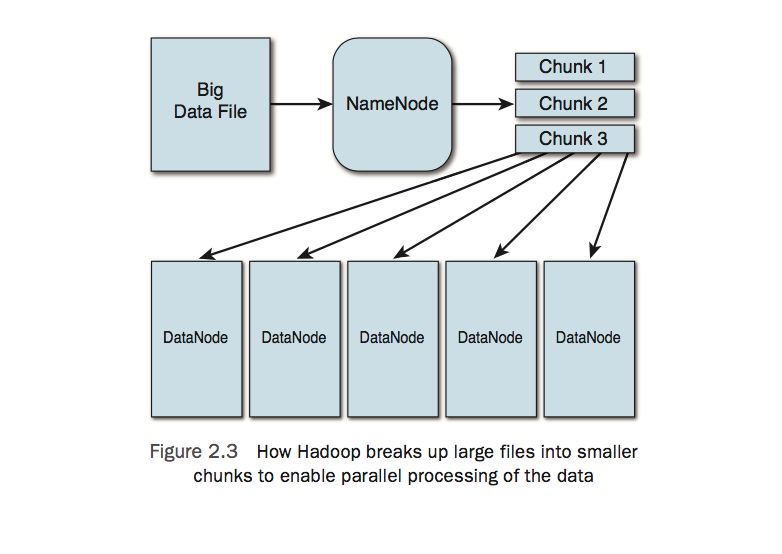 Big
Data File
NameNode
Chunk 1
Chunk 2
Chunk 3
DataNode
DataNode
DataNode
DataNode
DataNode
Figure 2.3 How Hadoop breaks up large files into smaller
chunks to enable parallel processing of the data